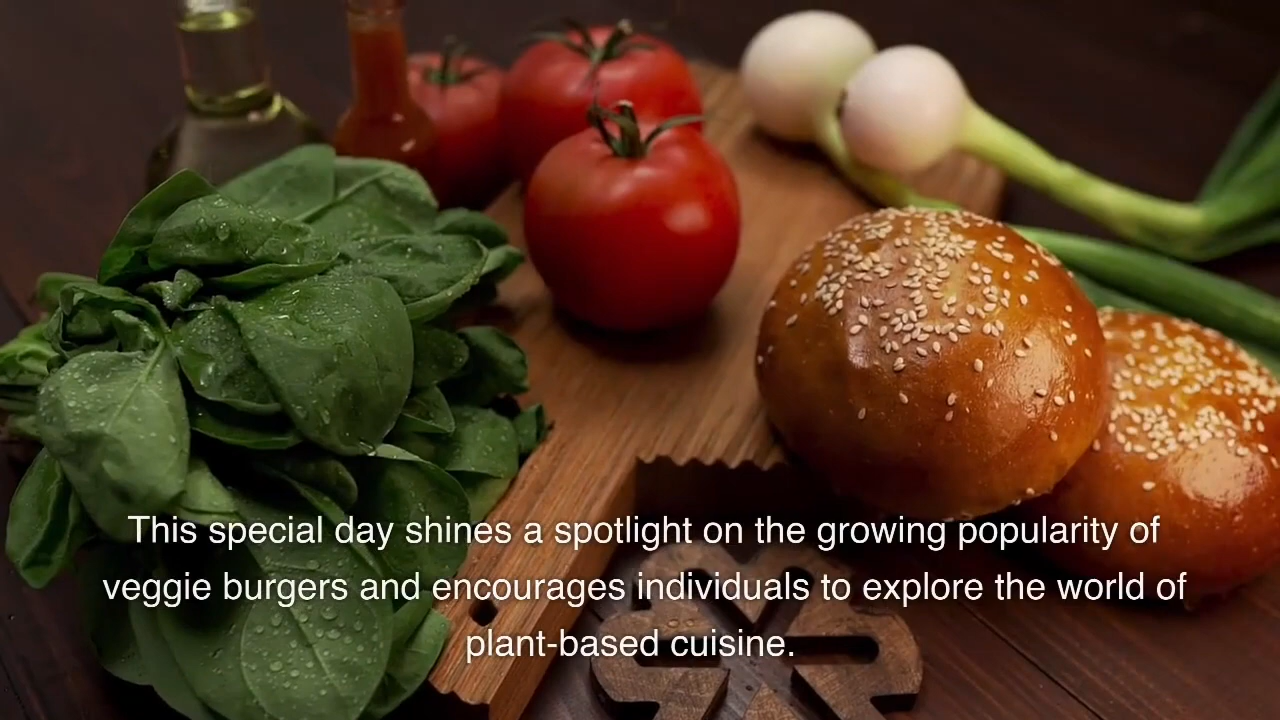 This special day shines a spotlight on the growing popularity of
veggie burgers and encourages individuals to explore the world of
plant-based cuisine.